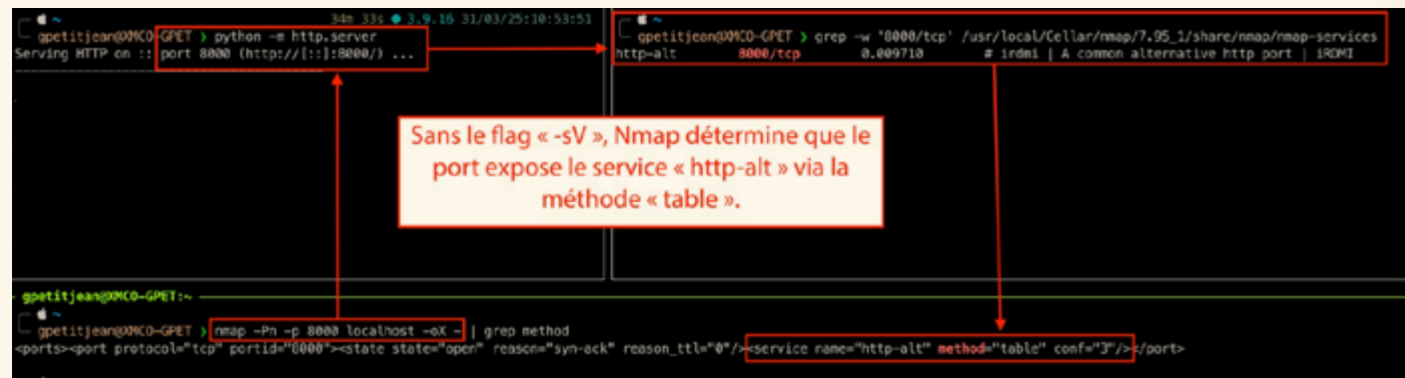 ~ 34m 33s 3.9.16 31/03/25:10:53:51
gpetitjean@XMCO-GPET > python -m http.server
Serving HTTP on :: port 8000 (http://[::]:8000/) ...
~
gpetitjean@XMCO-GPET > grep -w '8000/tcp' /usr/local/Cellar/nmap/7.95_1/share/nmap/nmap-services
http-alt 8000/tcp 0.009710 # irdmi | A common alternative http port | iRDMI
Sans le flag « -sV », Nmap détermine que le
port expose le service « http-alt » via la
méthode « table ».
gpetitjean@XMCO-GPET:~
~
gpetitjean@XMCO-GPET > nmap -Pn -p 8000 localhost -oX - | grep method
<ports><port protocol="tcp" portid="8000"><state state="open" reason="syn-ack" reason_ttl="0"/><service name="http-alt" method="table" conf="3"/></port>